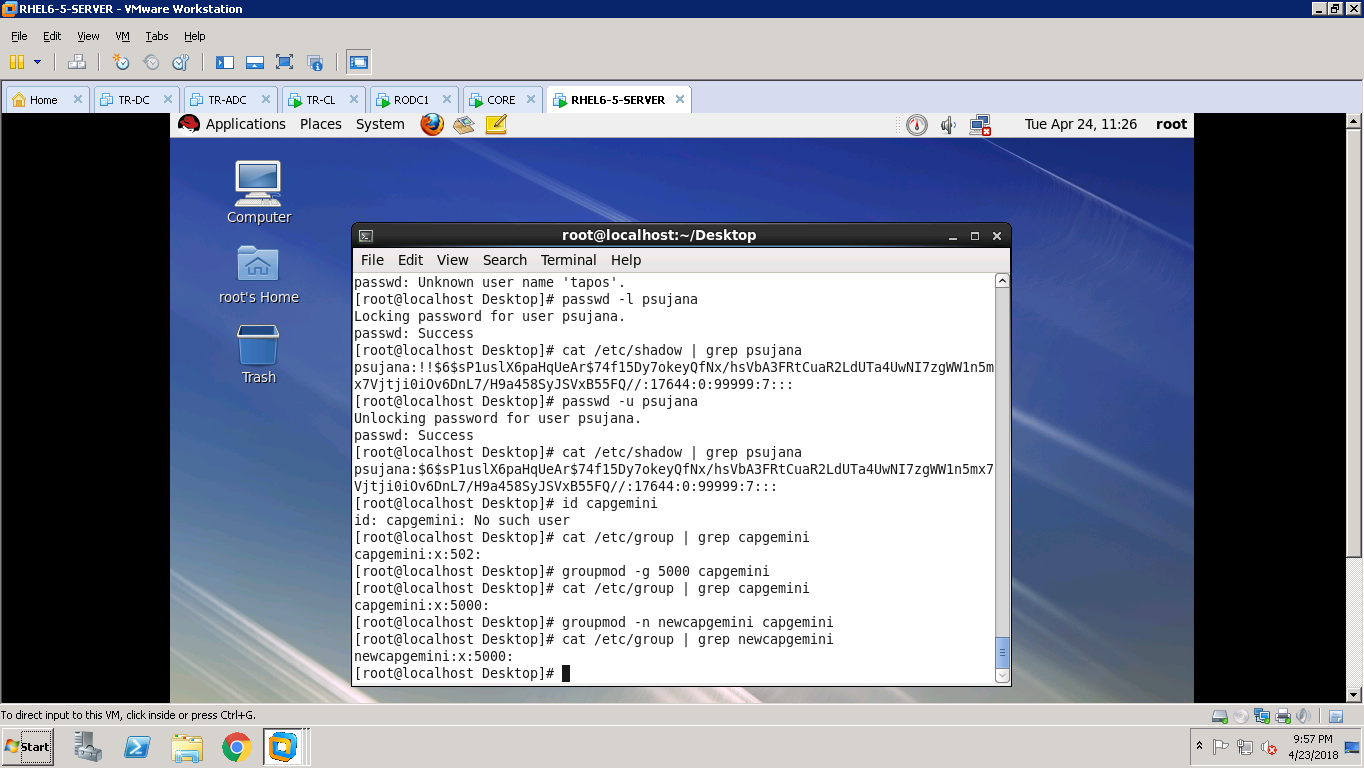 RHEL6-5-SERVER - VMware Workstation
File Edit View VM Tabs Help
Home TR-DC TR-ADC TR-CL RODC1 CORE RHEL6-5-SERVER
Applications Places System Tue Apr 24, 11:26 root
Computer
root's Home
Trash
root@localhost:~/Desktop
File Edit View Search Terminal Help
passwd: Unknown user name 'tapos'.
[root@localhost Desktop]# passwd -l psujana
Locking password for user psujana.
passwd: Success
[root@localhost Desktop]# cat /etc/shadow | grep psujana
psujana:!!$6$sP1uslX6paHqUeAr$74f15Dy7okeyQfNx/hsVbA3FRtCuaR2LdUTa4UwNI7zgWW1n5m
x7Vjtji0iOv6DnL7/H9a458SyJSVxB55FQ//:17644:0:99999:7:::
[root@localhost Desktop]# passwd -u psujana
Unlocking password for user psujana.
passwd: Success
[root@localhost Desktop]# cat /etc/shadow | grep psujana
psujana:$6$sP1uslX6paHqUeAr$74f15Dy7okeyQfNx/hsVbA3FRtCuaR2LdUTa4UwNI7zgWW1n5mx7
Vjtji0iOv6DnL7/H9a458SyJSVxB55FQ//:17644:0:99999:7:::
[root@localhost Desktop]# id capgemini
id: capgemini: No such user
[root@localhost Desktop]# cat /etc/group | grep capgemini
capgemini:x:502:
[root@localhost Desktop]# groupmod -g 5000 capgemini
[root@localhost Desktop]# cat /etc/group | grep capgemini
capgemini:x:5000:
[root@localhost Desktop]# groupmod -n newcapgemini capgemini
[root@localhost Desktop]# cat /etc/group | grep newcapgemini
newcapgemini:x:5000:
[root@localhost Desktop]#
To direct input to this VM, click inside or press Ctrl+G.
Start
9:57 PM
4/23/2018